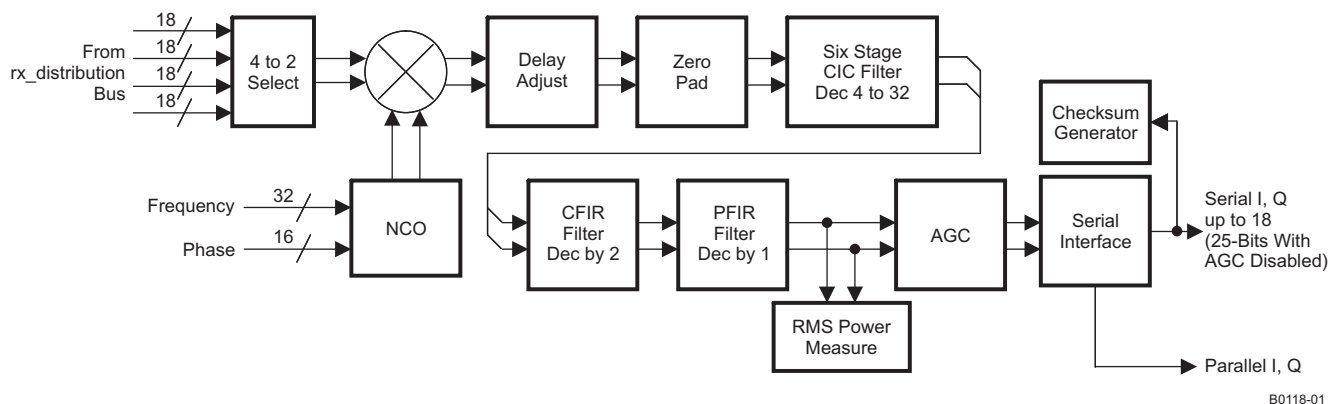 18
From
18
rx_distribution
18
Bus
18
4 to 2
Select
Delay
Adjust
Zero
Pad
Six Stage
CIC Filter
Dec 4 to 32
Checksum
Generator
Frequency
32
Phase
16
NCO
CFIR
Filter
Dec by 2
PFIR
Filter
Dec by 1
AGC
Serial
Interface
Serial I, Q
up to 18
(25-Bits With
AGC Disabled)
RMS Power
Measure
Parallel I, Q
B0118-01